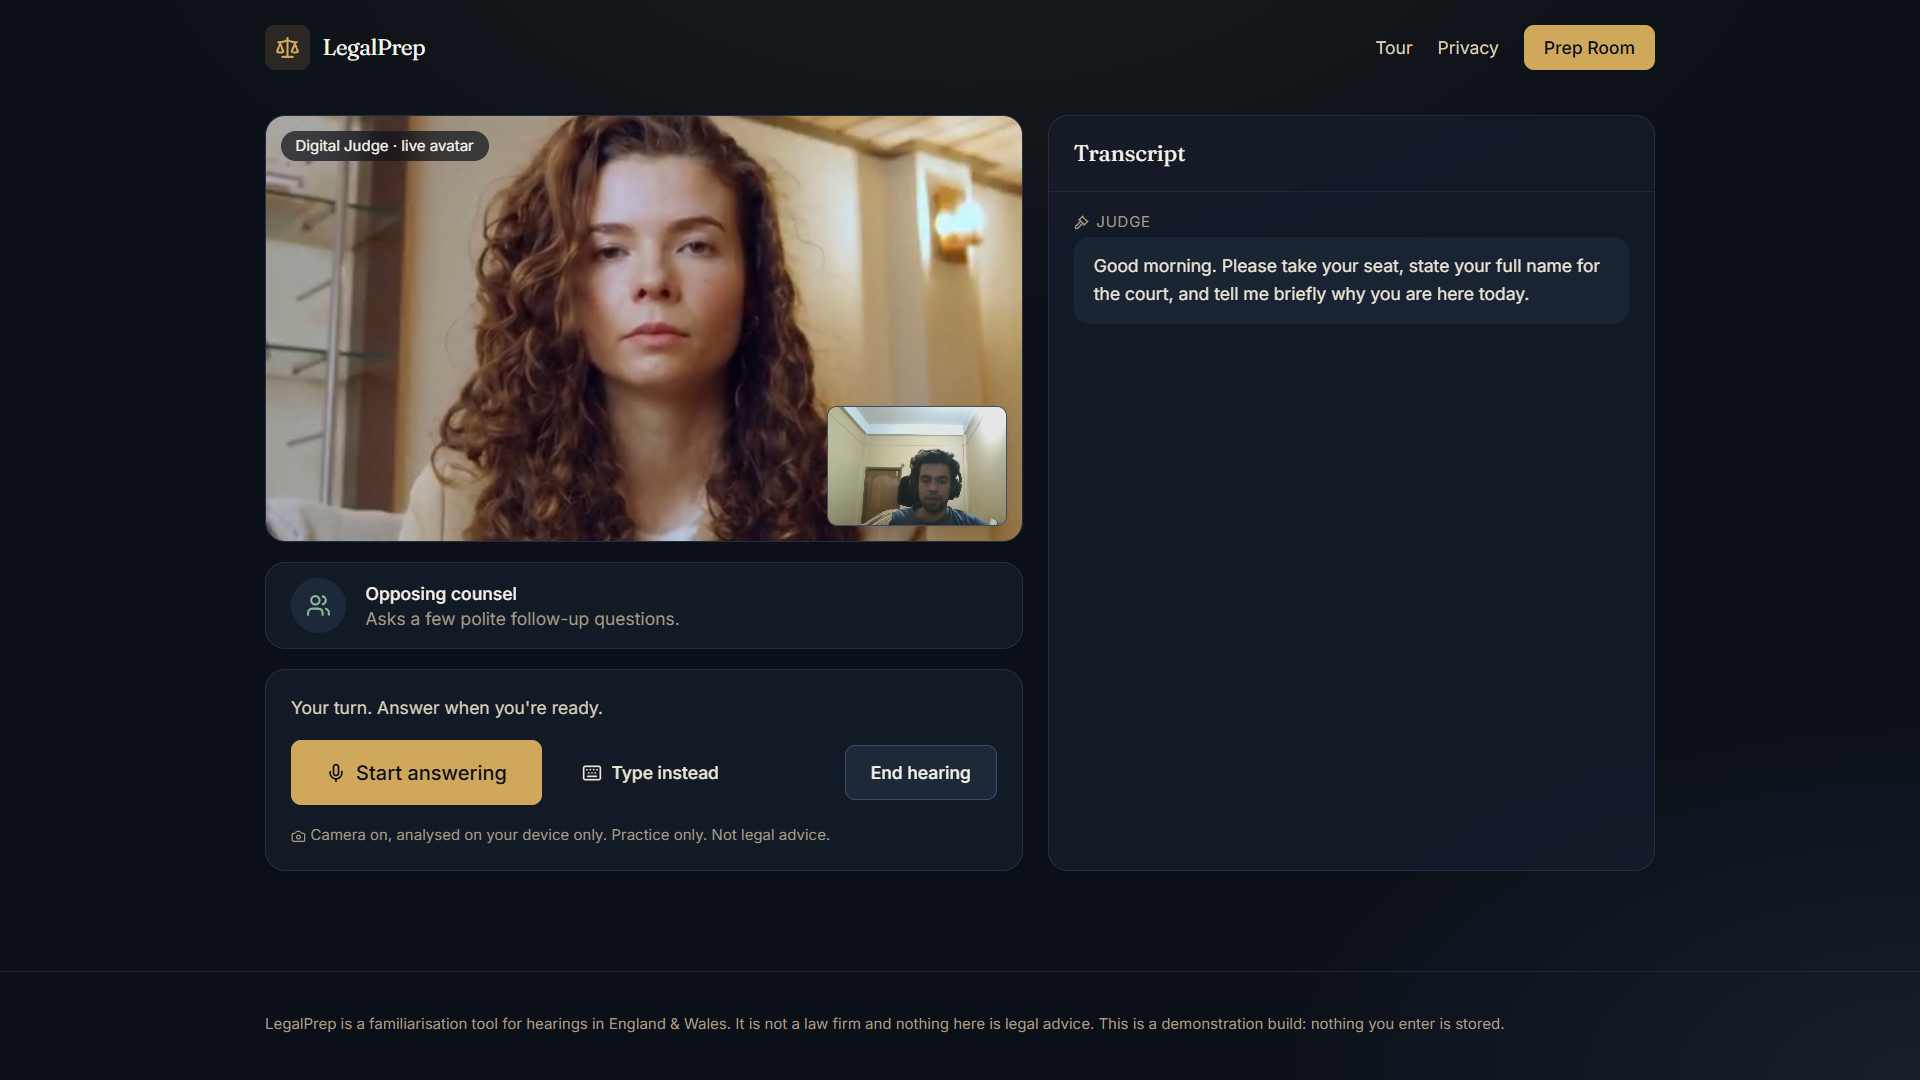 LegalPrep
Tour
Privacy
Prep Room
Digital Judge · live avatar
Opposing counsel
Asks a few polite follow-up questions.
Your turn. Answer when you're ready.
Start answering
Type instead
End hearing
Camera on, analysed on your device only. Practice only. Not legal advice.
Transcript
JUDGE
Good morning. Please take your seat, state your full name for
the court, and tell me briefly why you are here today.
LegalPrep is a familiarisation tool for hearings in England & Wales. It is not a law firm and nothing here is legal advice. This is a demonstration build: nothing you enter is stored.